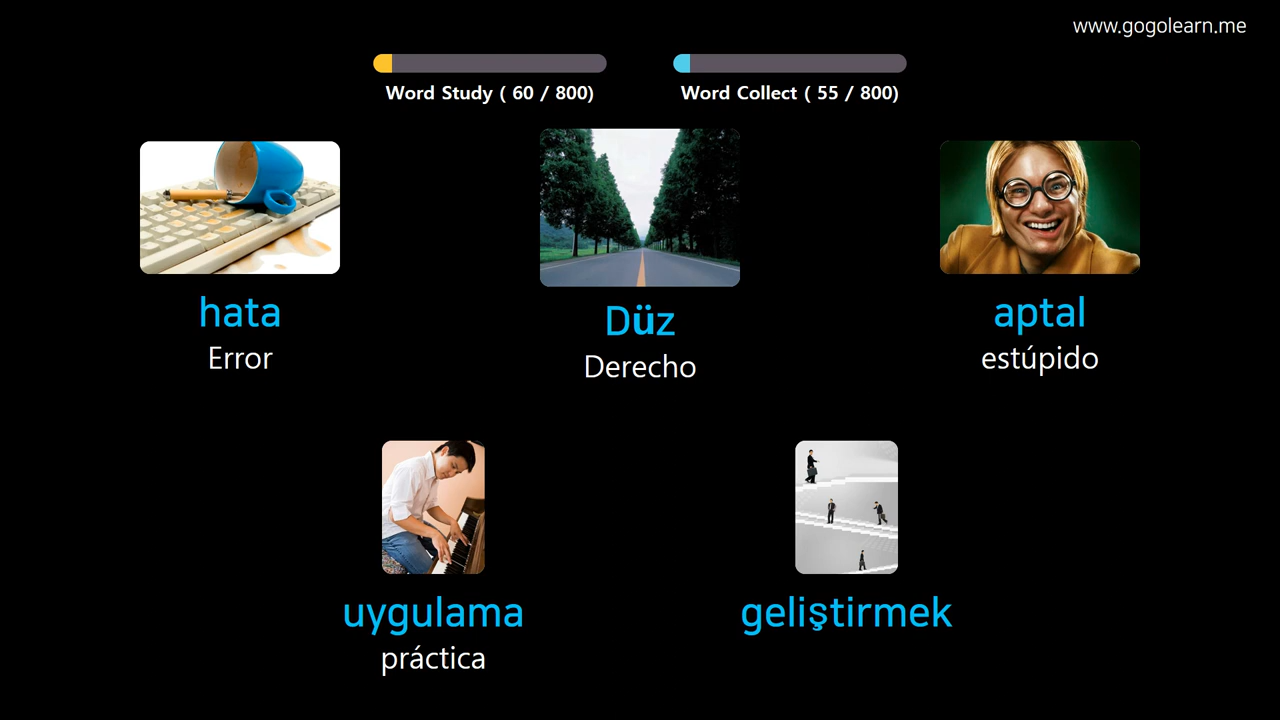 www.gogolearn.me
Word Study ( 60 / 800)
Word Collect ( 55 / 800)
hata
Error
Düz
Derecho
aptal
estúpido
uygulama
práctica
geliştirmek